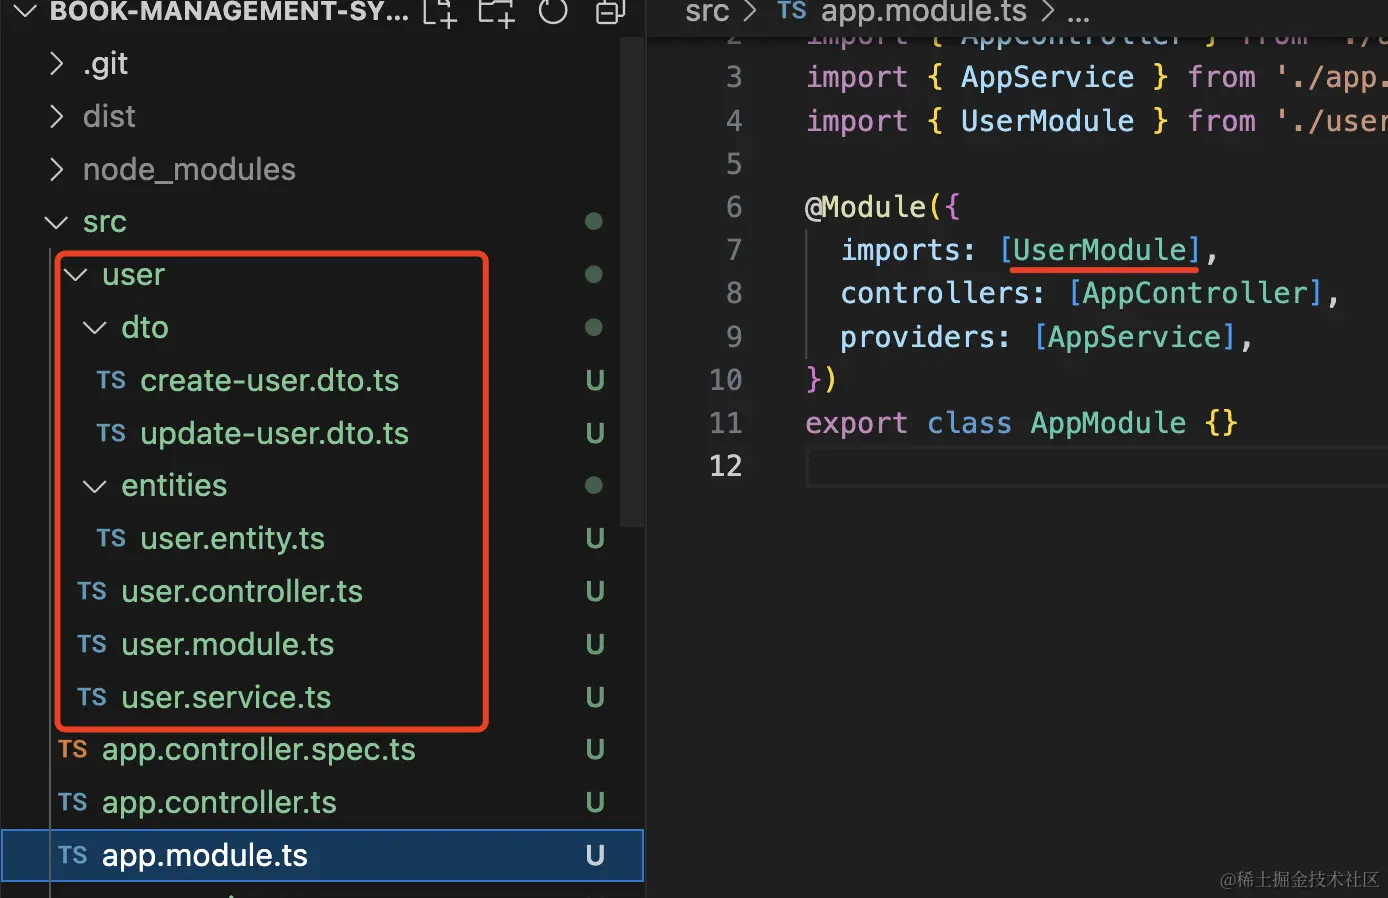 BOOK-MANAGEMENT-SY...
.git
dist
node_modules
src
user
dto
TS create-user.dto.ts U
TS update-user.dto.ts U
entities
TS user.entity.ts U
TS user.controller.ts U
TS user.module.ts U
TS user.service.ts U
TS app.controller.spec.ts U
TS app.controller.ts U
TS app.module.ts U
src > TS app.module.ts > ...
2 import { AppController } from
3 import { AppService } from './app.
4 import { UserModule } from './user
5
6 @Module({
7 imports: [UserModule],
8 controllers: [AppController],
9 providers: [AppService],
10 })
11 export class AppModule {}
12
@稀土掘金技术社区